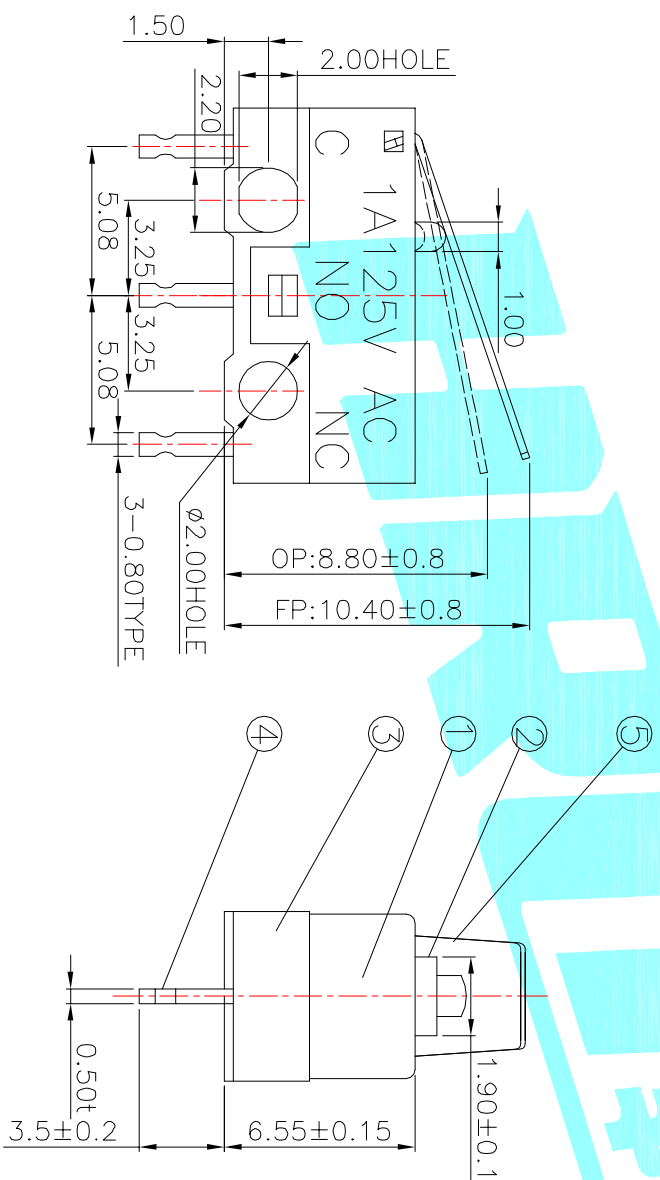 1.50
2.00HOLE
2.20
C
1A125V AC
NO
NC
1.00
5.08
3.25
3.25
5.08
3-0.80TYPE
ø2.00HOLE
OP:8.80±0.8
FP:10.40±0.8
④
③
①
②
⑤
0.50t
3.5±0.2
6.55±0.15
1.90±0.1